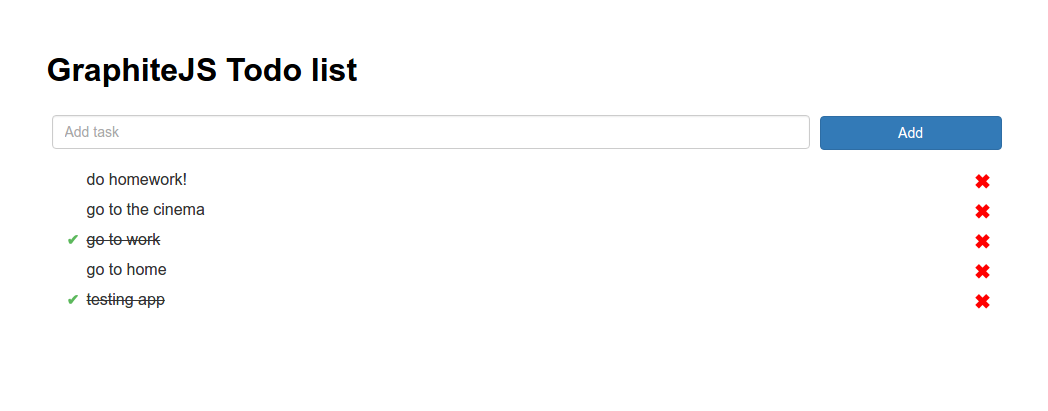 GraphiteJS Todo list
Add task
Add
do homework!
go to the cinema
go to work
go to home
testing app